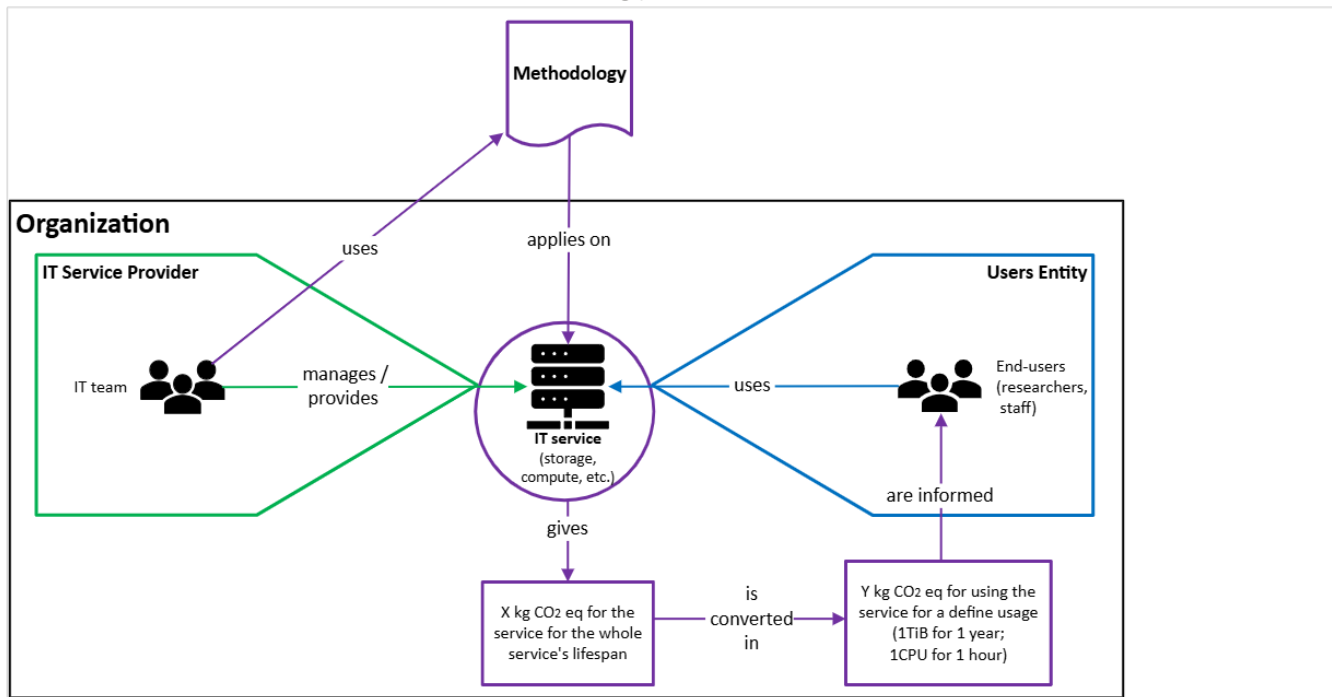 Methodology
Organization
uses
applies on
IT Service Provider
Users Entity
IT team
manages /
provides
uses
End-users
(researchers,
staff)
IT service
(storage,
compute, etc.)
are informed
gives
X kg CO2 eq for the
service for the whole
service's lifespan
is
converted
in
Y kg CO2 eq for using the
service for a define usage
(1TiB for 1 year;
1CPU for 1 hour)